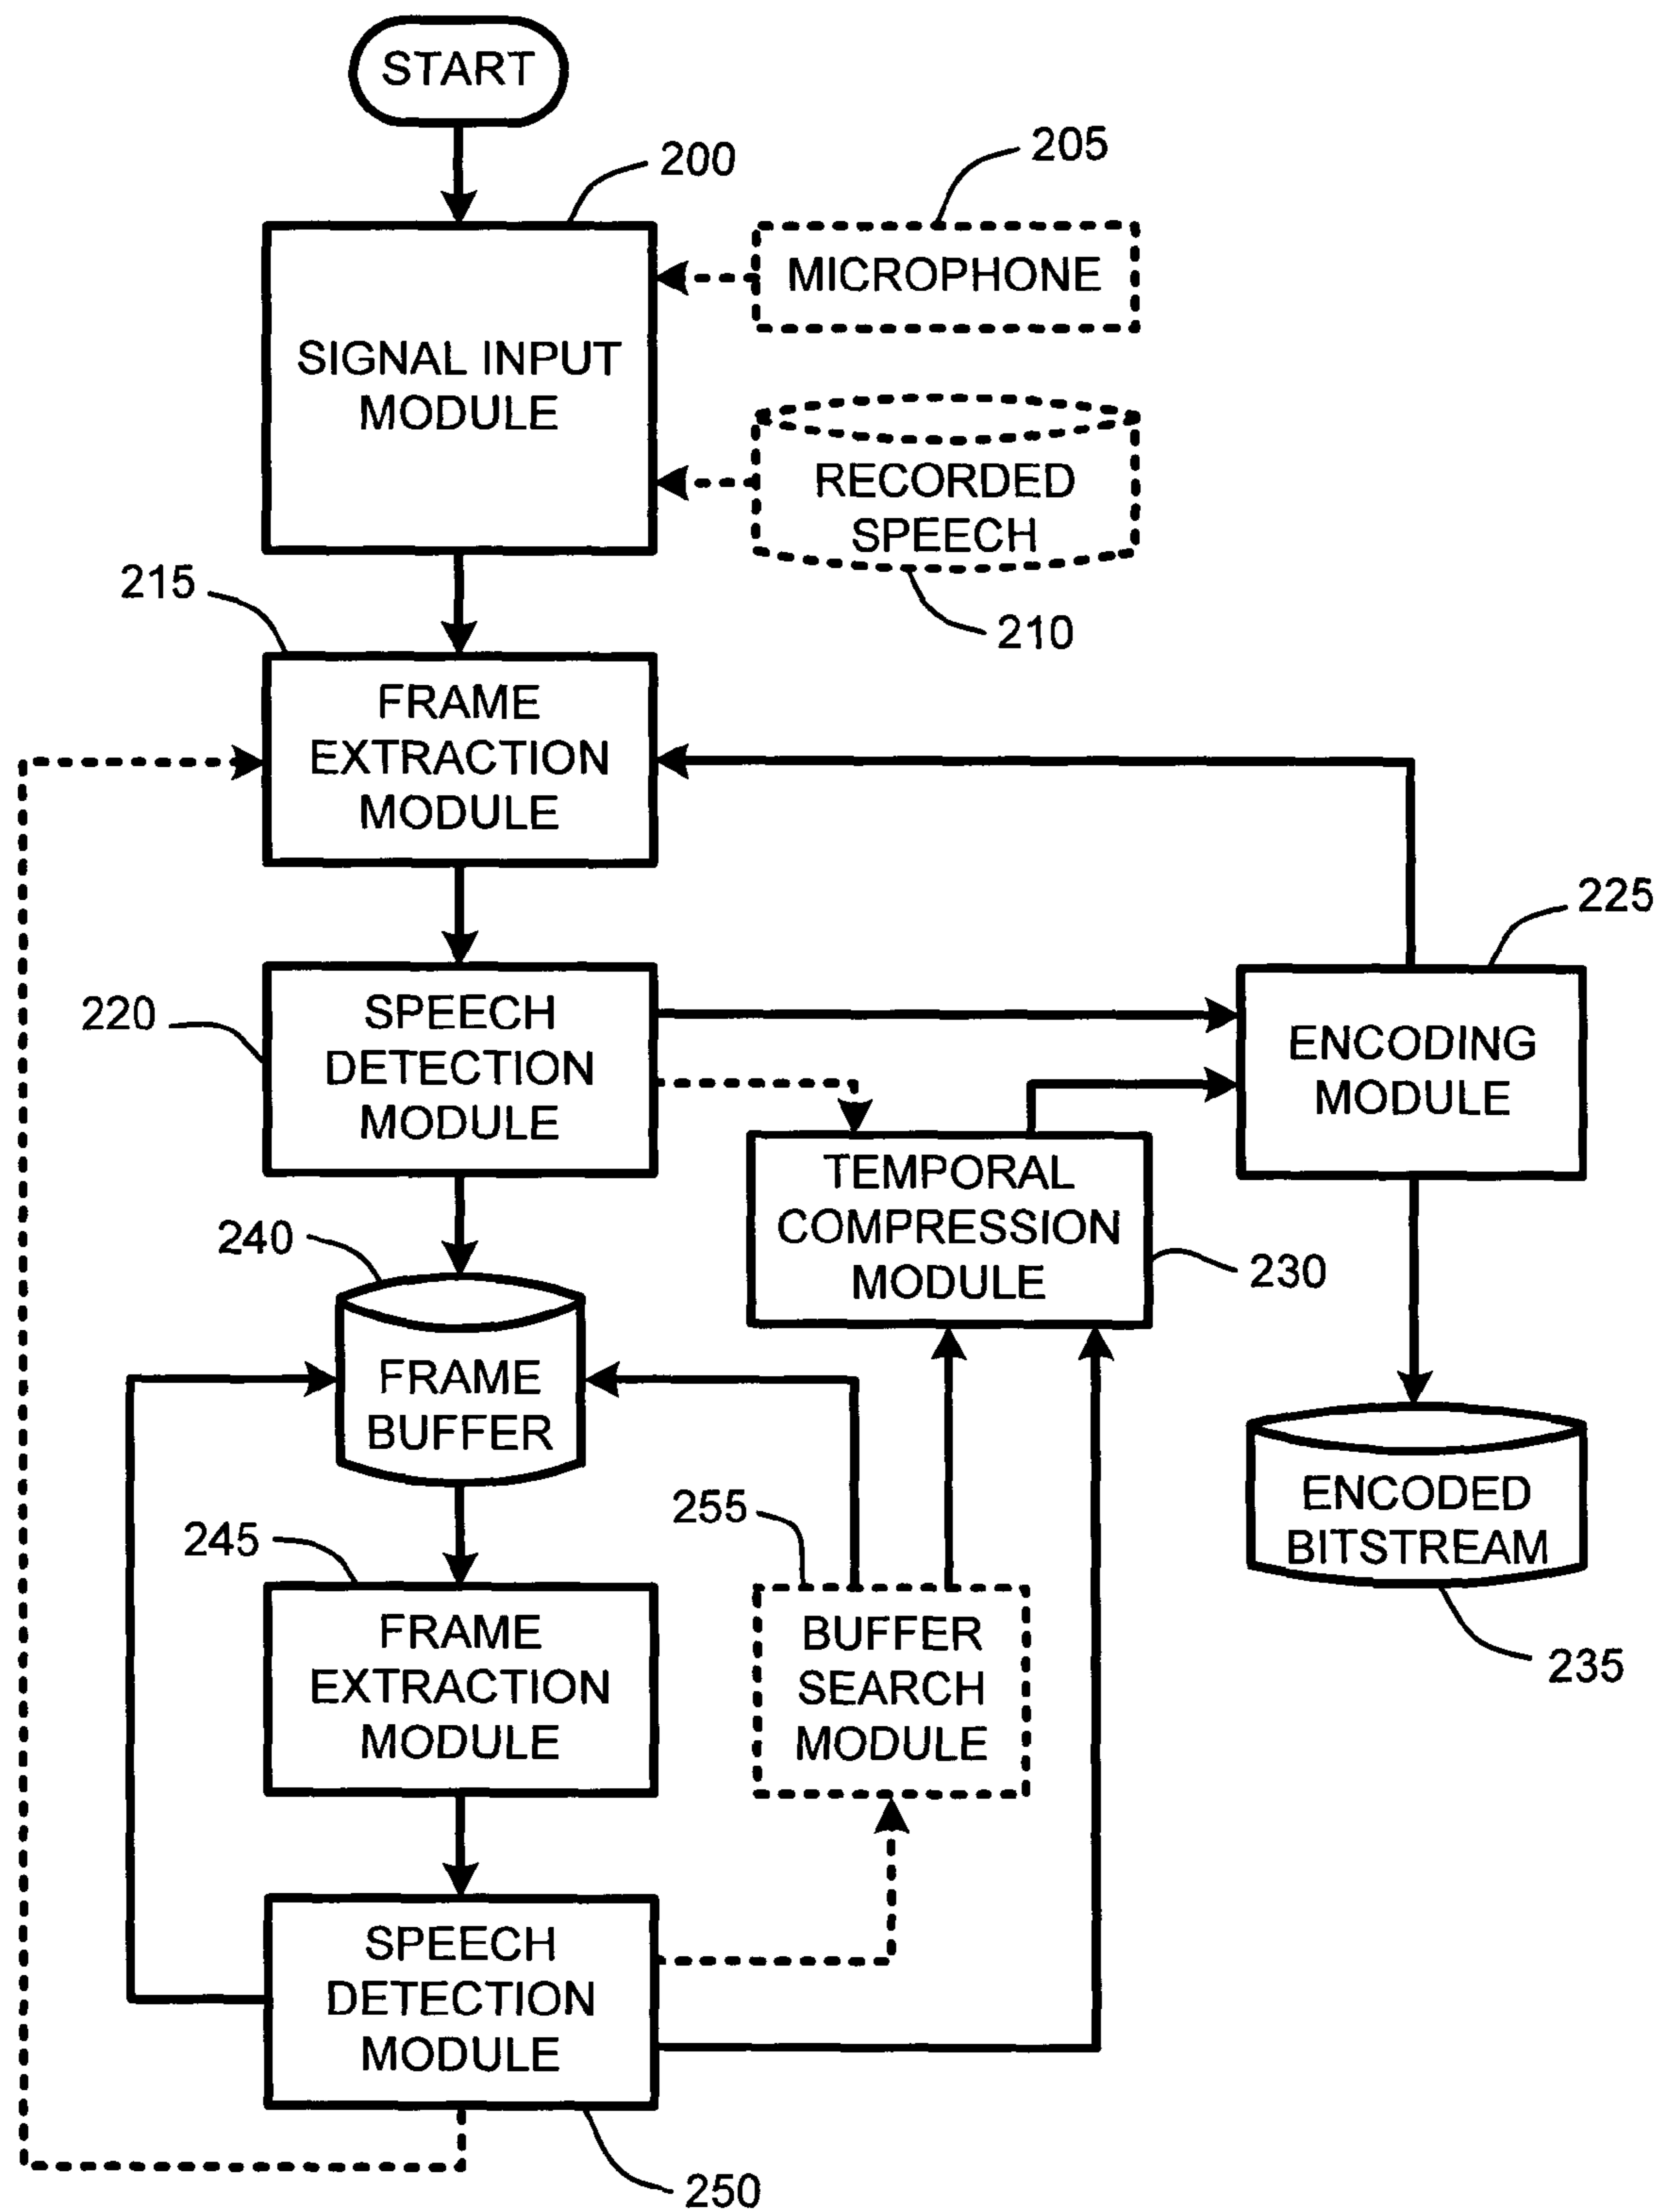 START
200
205
MICROPHONE
SIGNAL INPUT
MODULE
RECORDED
SPEECH
210
215
FRAME
EXTRACTION
MODULE
225
220
SPEECH
DETECTION
MODULE
ENCODING
MODULE
TEMPORAL
COMPRESSION
MODULE
230
240
FRAME
BUFFER
ENCODED
BITSTREAM
235
245
FRAME
EXTRACTION
MODULE
255
BUFFER
SEARCH
MODULE
SPEECH
DETECTION
MODULE
250